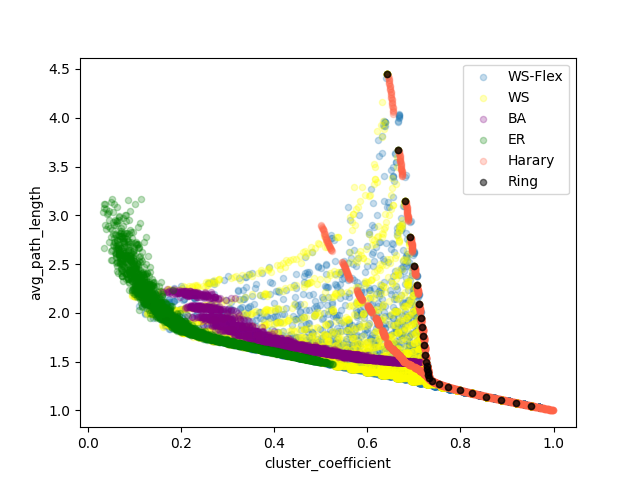 4.5
4.0
3.5
3.0
2.5
2.0
1.5
1.0
avg_path_length
0.0 0.2 0.4 0.6 0.8 1.0
cluster_coefficient
WS-Flex
WS
BA
ER
Harary
Ring